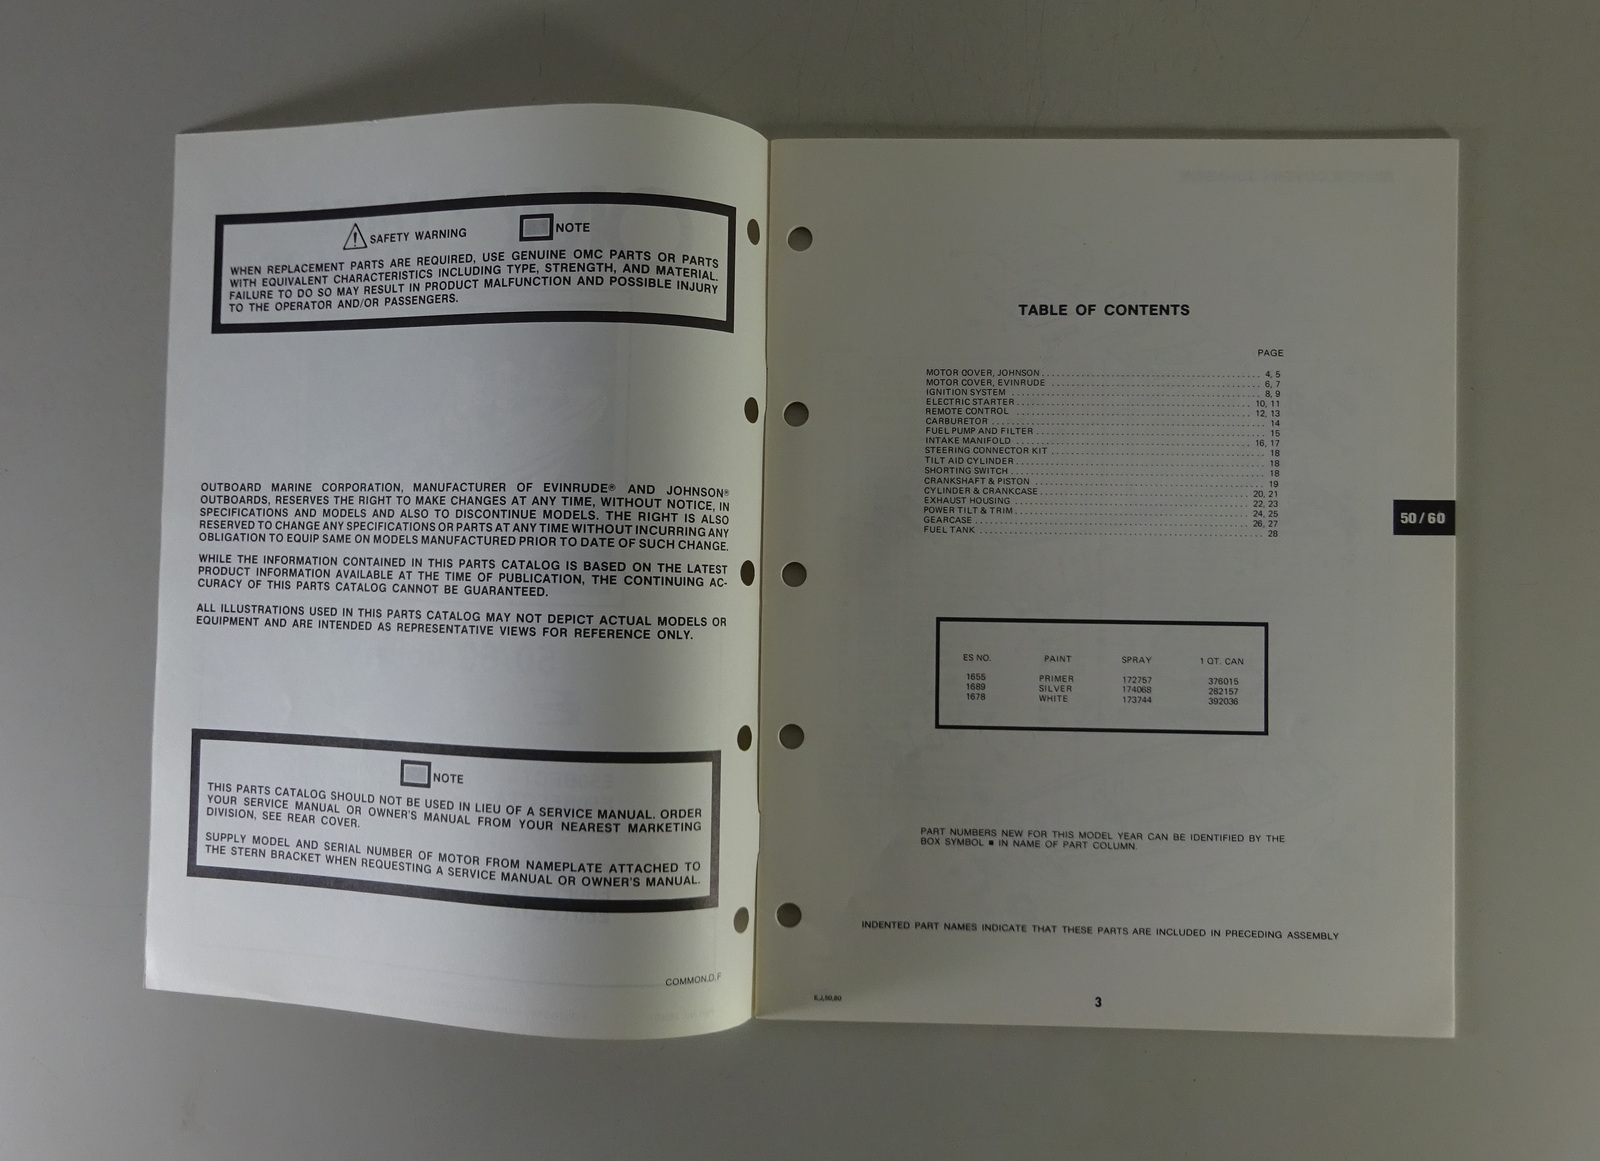 SAFETY WARNING NOTE
WHEN REPLACEMENT PARTS ARE REQUIRED, USE GENUINE OMC PARTS OR PARTS
WITH EQUIVALENT CHARACTERISTICS INCLUDING TYPE, STRENGTH, AND MATERIAL.
FAILURE TO DO SO MAY RESULT IN PRODUCT MALFUNCTION AND POSSIBLE INJURY
TO THE OPERATOR AND/OR PASSENGERS.
OUTBOARD MARINE CORPORATION, MANUFACTURER OF EVINRUDE® AND JOHNSON®
OUTBOARDS, RESERVES THE RIGHT TO MAKE CHANGES AT ANY TIME, WITHOUT NOTICE, IN
SPECIFICATIONS AND MODELS AND ALSO TO DISCONTINUE MODELS. THE RIGHT IS ALSO
RESERVED TO CHANGE ANY SPECIFICATIONS OR PARTS AT ANY TIME WITHOUT INCURRING ANY
OBLIGATION TO EQUIP SAME ON MODELS MANUFACTURED PRIOR TO DATE OF SUCH CHANGE.
WHILE THE INFORMATION CONTAINED IN THIS PARTS CATALOG IS BASED ON THE LATEST
PRODUCT INFORMATION AVAILABLE AT THE TIME OF PUBLICATION, THE CONTINUING AC-
CURACY OF THIS PARTS CATALOG CANNOT BE GUARANTEED.
ALL ILLUSTRATIONS USED IN THIS PARTS CATALOG MAY NOT DEPICT ACTUAL MODELS OR
EQUIPMENT AND ARE INTENDED AS REPRESENTATIVE VIEWS FOR REFERENCE ONLY.
NOTE
THIS PARTS CATALOG SHOULD NOT BE USED IN LIEU OF A SERVICE MANUAL. ORDER
YOUR SERVICE MANUAL OR OWNER'S MANUAL FROM YOUR NEAREST MARKETING
DIVISION, SEE REAR COVER.
SUPPLY MODEL AND SERIAL NUMBER OF MOTOR FROM NAMEPLATE ATTACHED TO
THE STERN BRACKET WHEN REQUESTING A SERVICE MANUAL OR OWNER'S MANUAL.
COMMON.D.F
TABLE OF CONTENTS
PAGE
MOTOR COVER, JOHNSON 4, 5
MOTOR COVER, EVINRUDE 6, 7
IGNITION SYSTEM 8, 9
ELECTRIC STARTER 10, 11
REMOTE CONTROL 12, 13
CARBURETOR 14
FUEL PUMP AND FILTER 15
INTAKE MANIFOLD 16, 17
STEERING CONNECTOR KIT 18
TILT AID CYLINDER 18
SHORTING SWITCH 18
CRANKSHAFT & PISTON 19
CYLINDER & CRANKCASE 20, 21
EXHAUST HOUSING 22, 23
POWER TILT & TRIM 24, 25
GEARCASE 26, 27
FUEL TANK 28
50/60
ES NO. PAINT SPRAY 1 QT. CAN
1655 PRIMER 172757 376015
1689 SILVER 174068 282157
1678 WHITE 173744 392036
PART NUMBERS NEW FOR THIS MODEL YEAR CAN BE IDENTIFIED BY THE
BOX SYMBOL ■ IN NAME OF PART COLUMN.
INDENTED PART NAMES INDICATE THAT THESE PARTS ARE INCLUDED IN PRECEDING ASSEMBLY
E,J,50,60
3